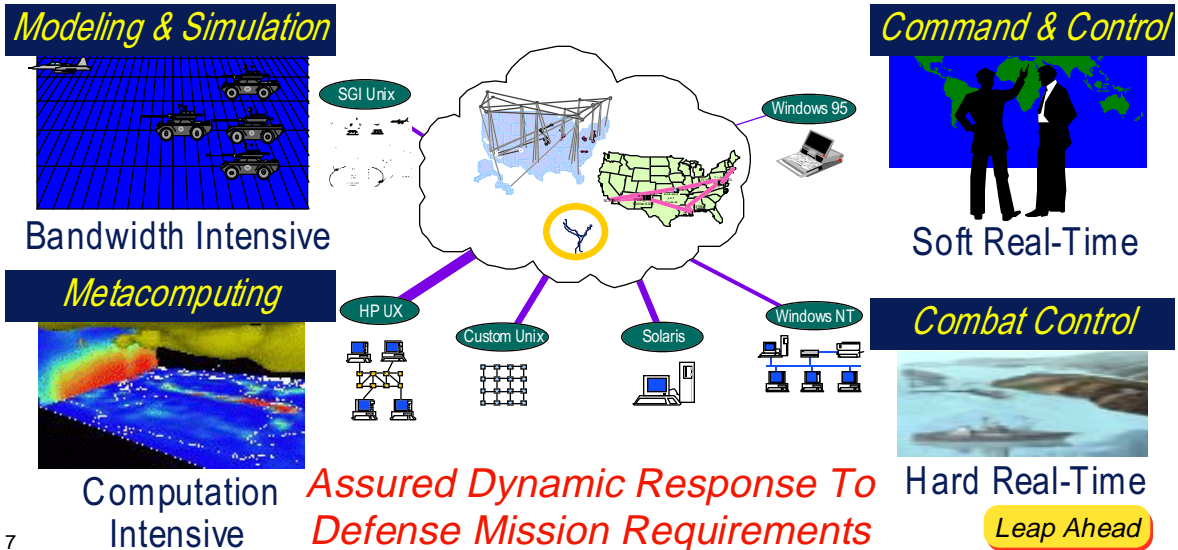 Modeling & Simulation
Command & Control
SGI Unix
Windows 95
Bandwidth Intensive
Soft Real-Time
Metacomputing
HP UX
Custom Unix
Solaris
Windows NT
Combat Control
Computation
Intensive
Assured Dynamic Response To
Defense Mission Requirements
Hard Real-Time
Leap Ahead
7